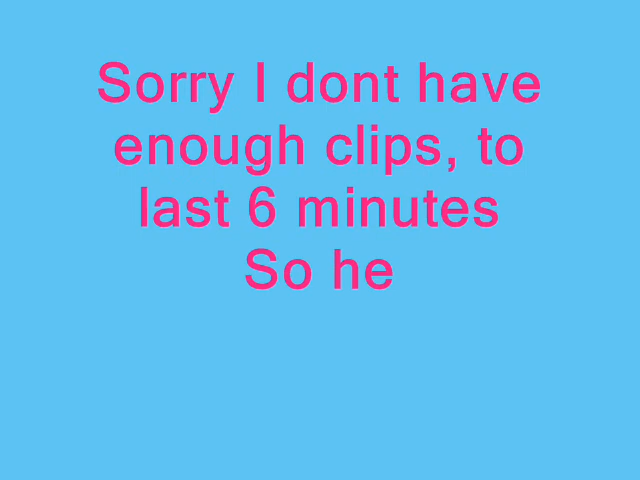 Sorry I dont have
enough clips, to
last 6 minutes
So he